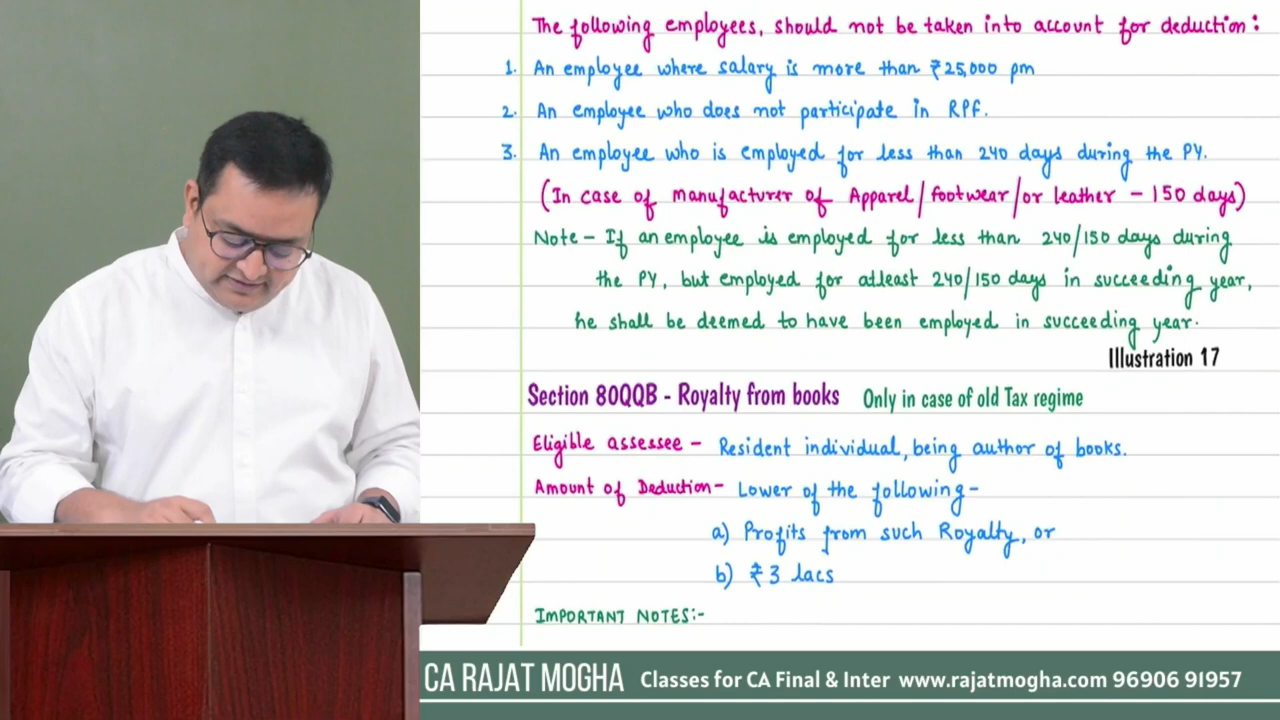 The following employees, should not be taken into account for deduction:
1. An employee where salary is more than ₹25,000 pm
2. An employee who does not participate in RPF.
3. An employee who is employed for less than 240 days during the PY.
(In case of manufacturer of Apparel/footwear/or leather - 150 days)
Note - If an employee is employed for less than 240/150 days during
the PY, but employed for atleast 240/150 days in succeeding year,
he shall be deemed to have been employed in succeeding year.
Illustration 17
Section 80QQB - Royalty from books Only in case of old Tax regime
Eligible assessee - Resident individual, being author of books.
Amount of Deduction- Lower of the following-
a) Profits from such Royalty, or
b) ₹3 lacs
IMPORTANT NOTES:-
CA RAJAT MOGHA Classes for CA Final & Inter www.rajatmogha.com 96906 91957